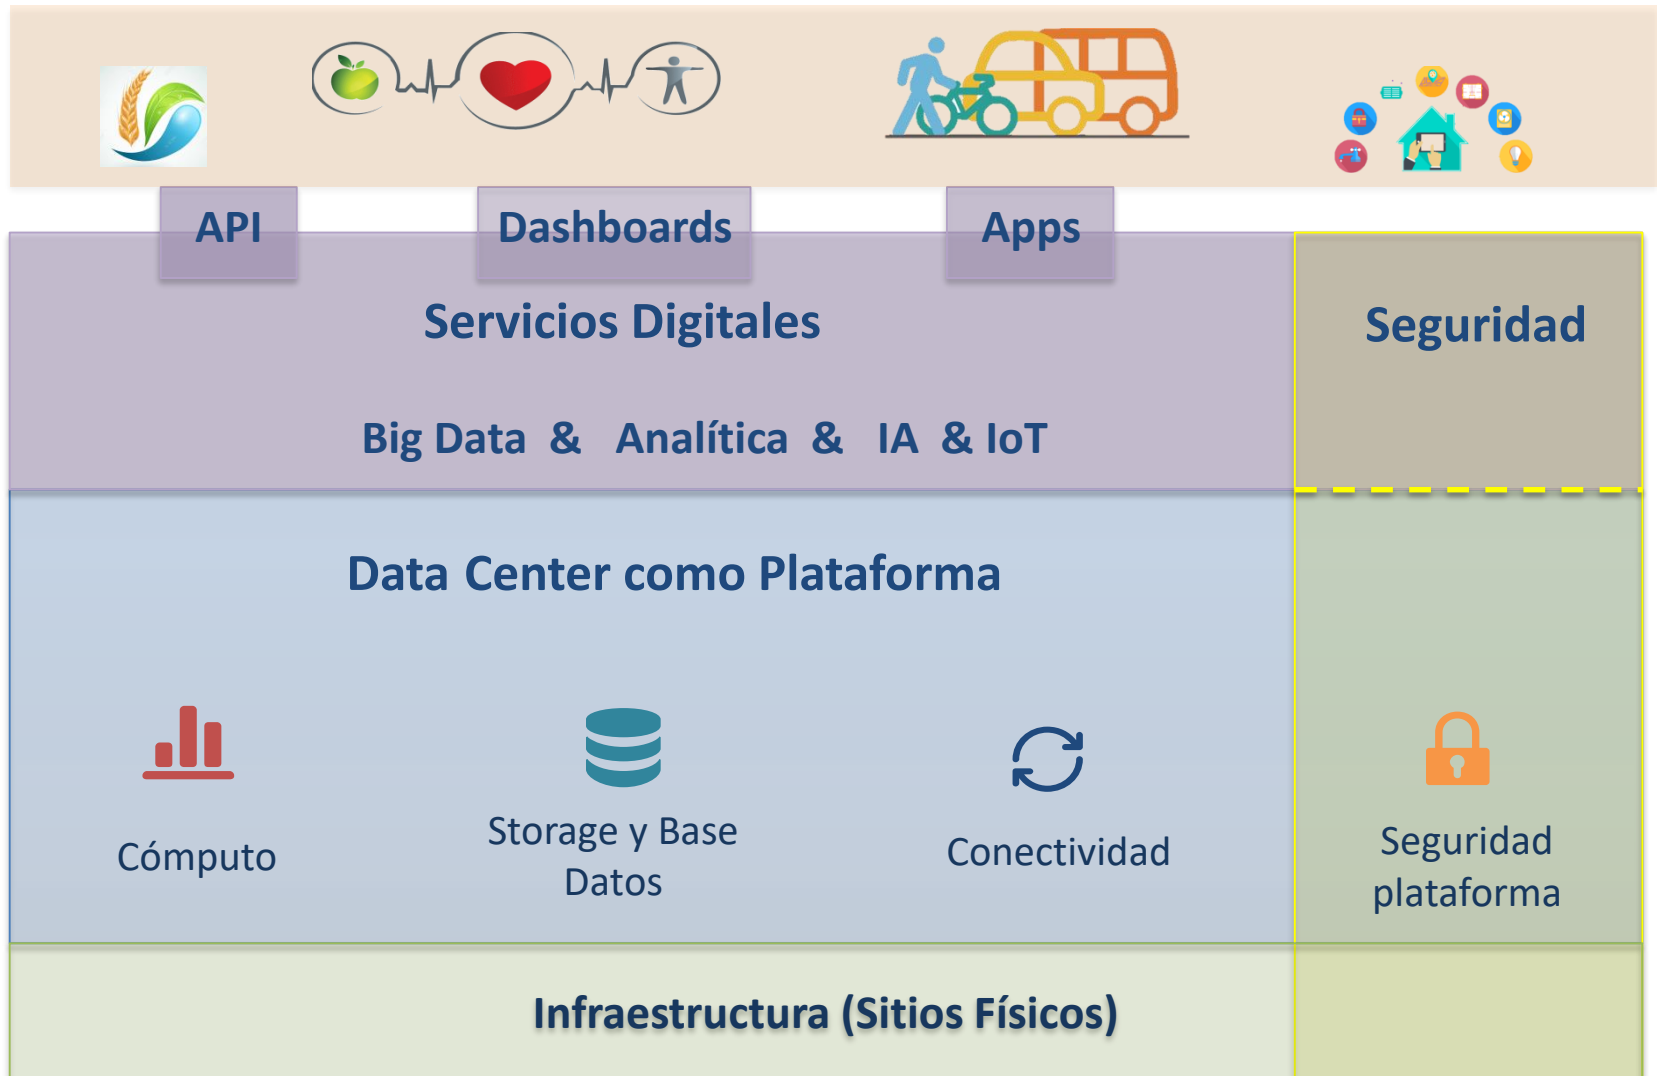 API
Dashboards
Apps
Servicios Digitales
Seguridad
Big Data & Analítica & IA & IoT
Data Center como Plataforma
Cómputo
Storage y Base
Datos
Conectividad
Seguridad
plataforma
Infraestructura (Sitios Físicos)